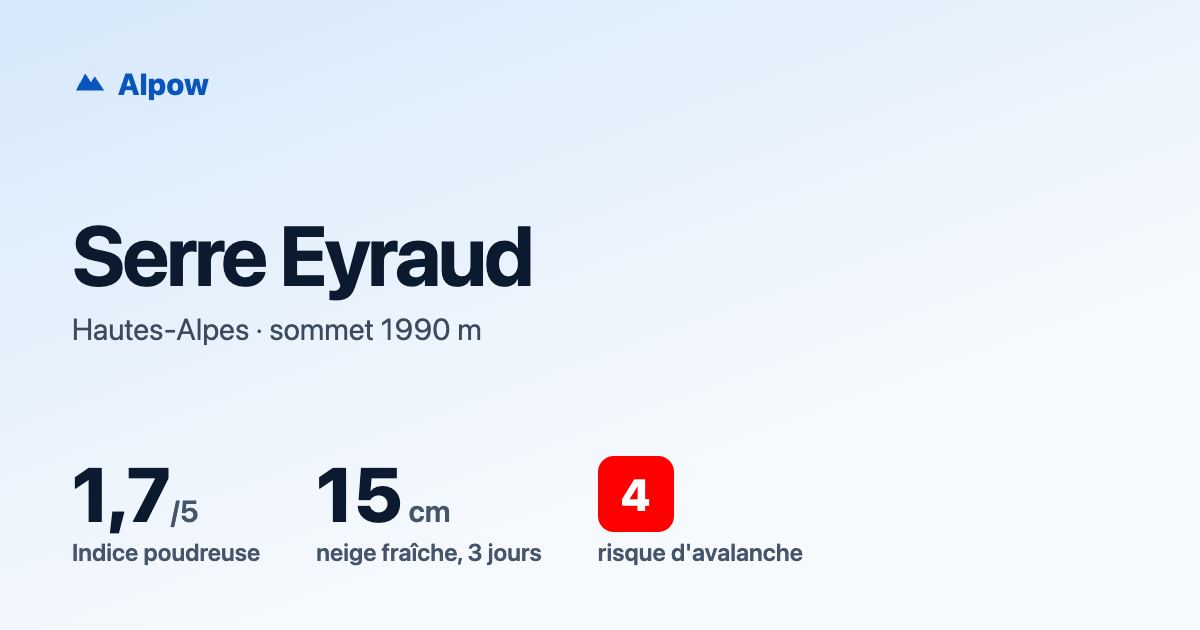 Alpow
Serre Eyraud
Hautes-Alpes · sommet 1990 m
1,7/5
Indice poudreuse
15 cm
neige fraîche, 3 jours
4
risque d'avalanche